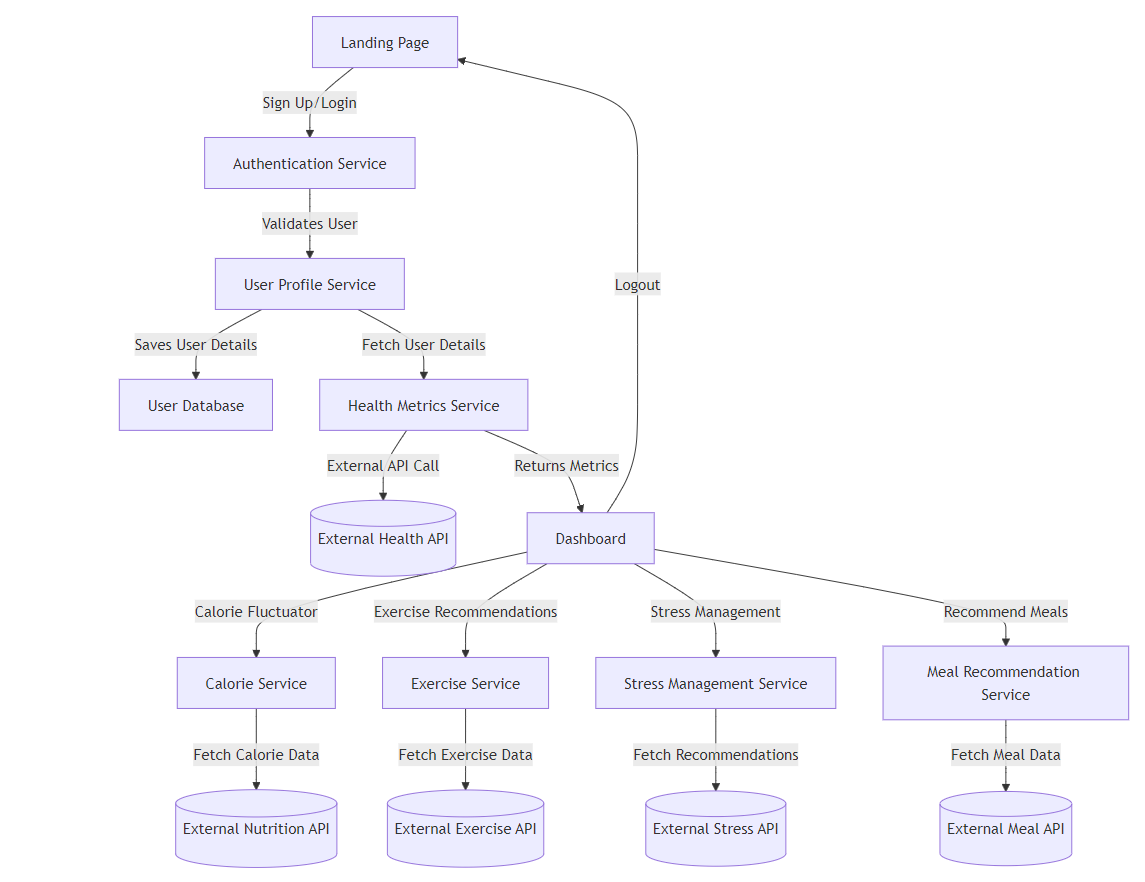 Landing Page
Sign Up/Login
Authentication Service
Validates User
User Profile Service
Logout
Saves User Details
Fetch User Details
User Database
Health Metrics Service
External API Call
Returns Metrics
External Health API
Dashboard
Calorie Fluctuator
Exercise Recommendations
Stress Management
Recommend Meals
Calorie Service
Exercise Service
Stress Management Service
Meal Recommendation
Service
Fetch Calorie Data
Fetch Exercise Data
Fetch Recommendations
Fetch Meal Data
External Nutrition API
External Exercise API
External Stress API
External Meal API